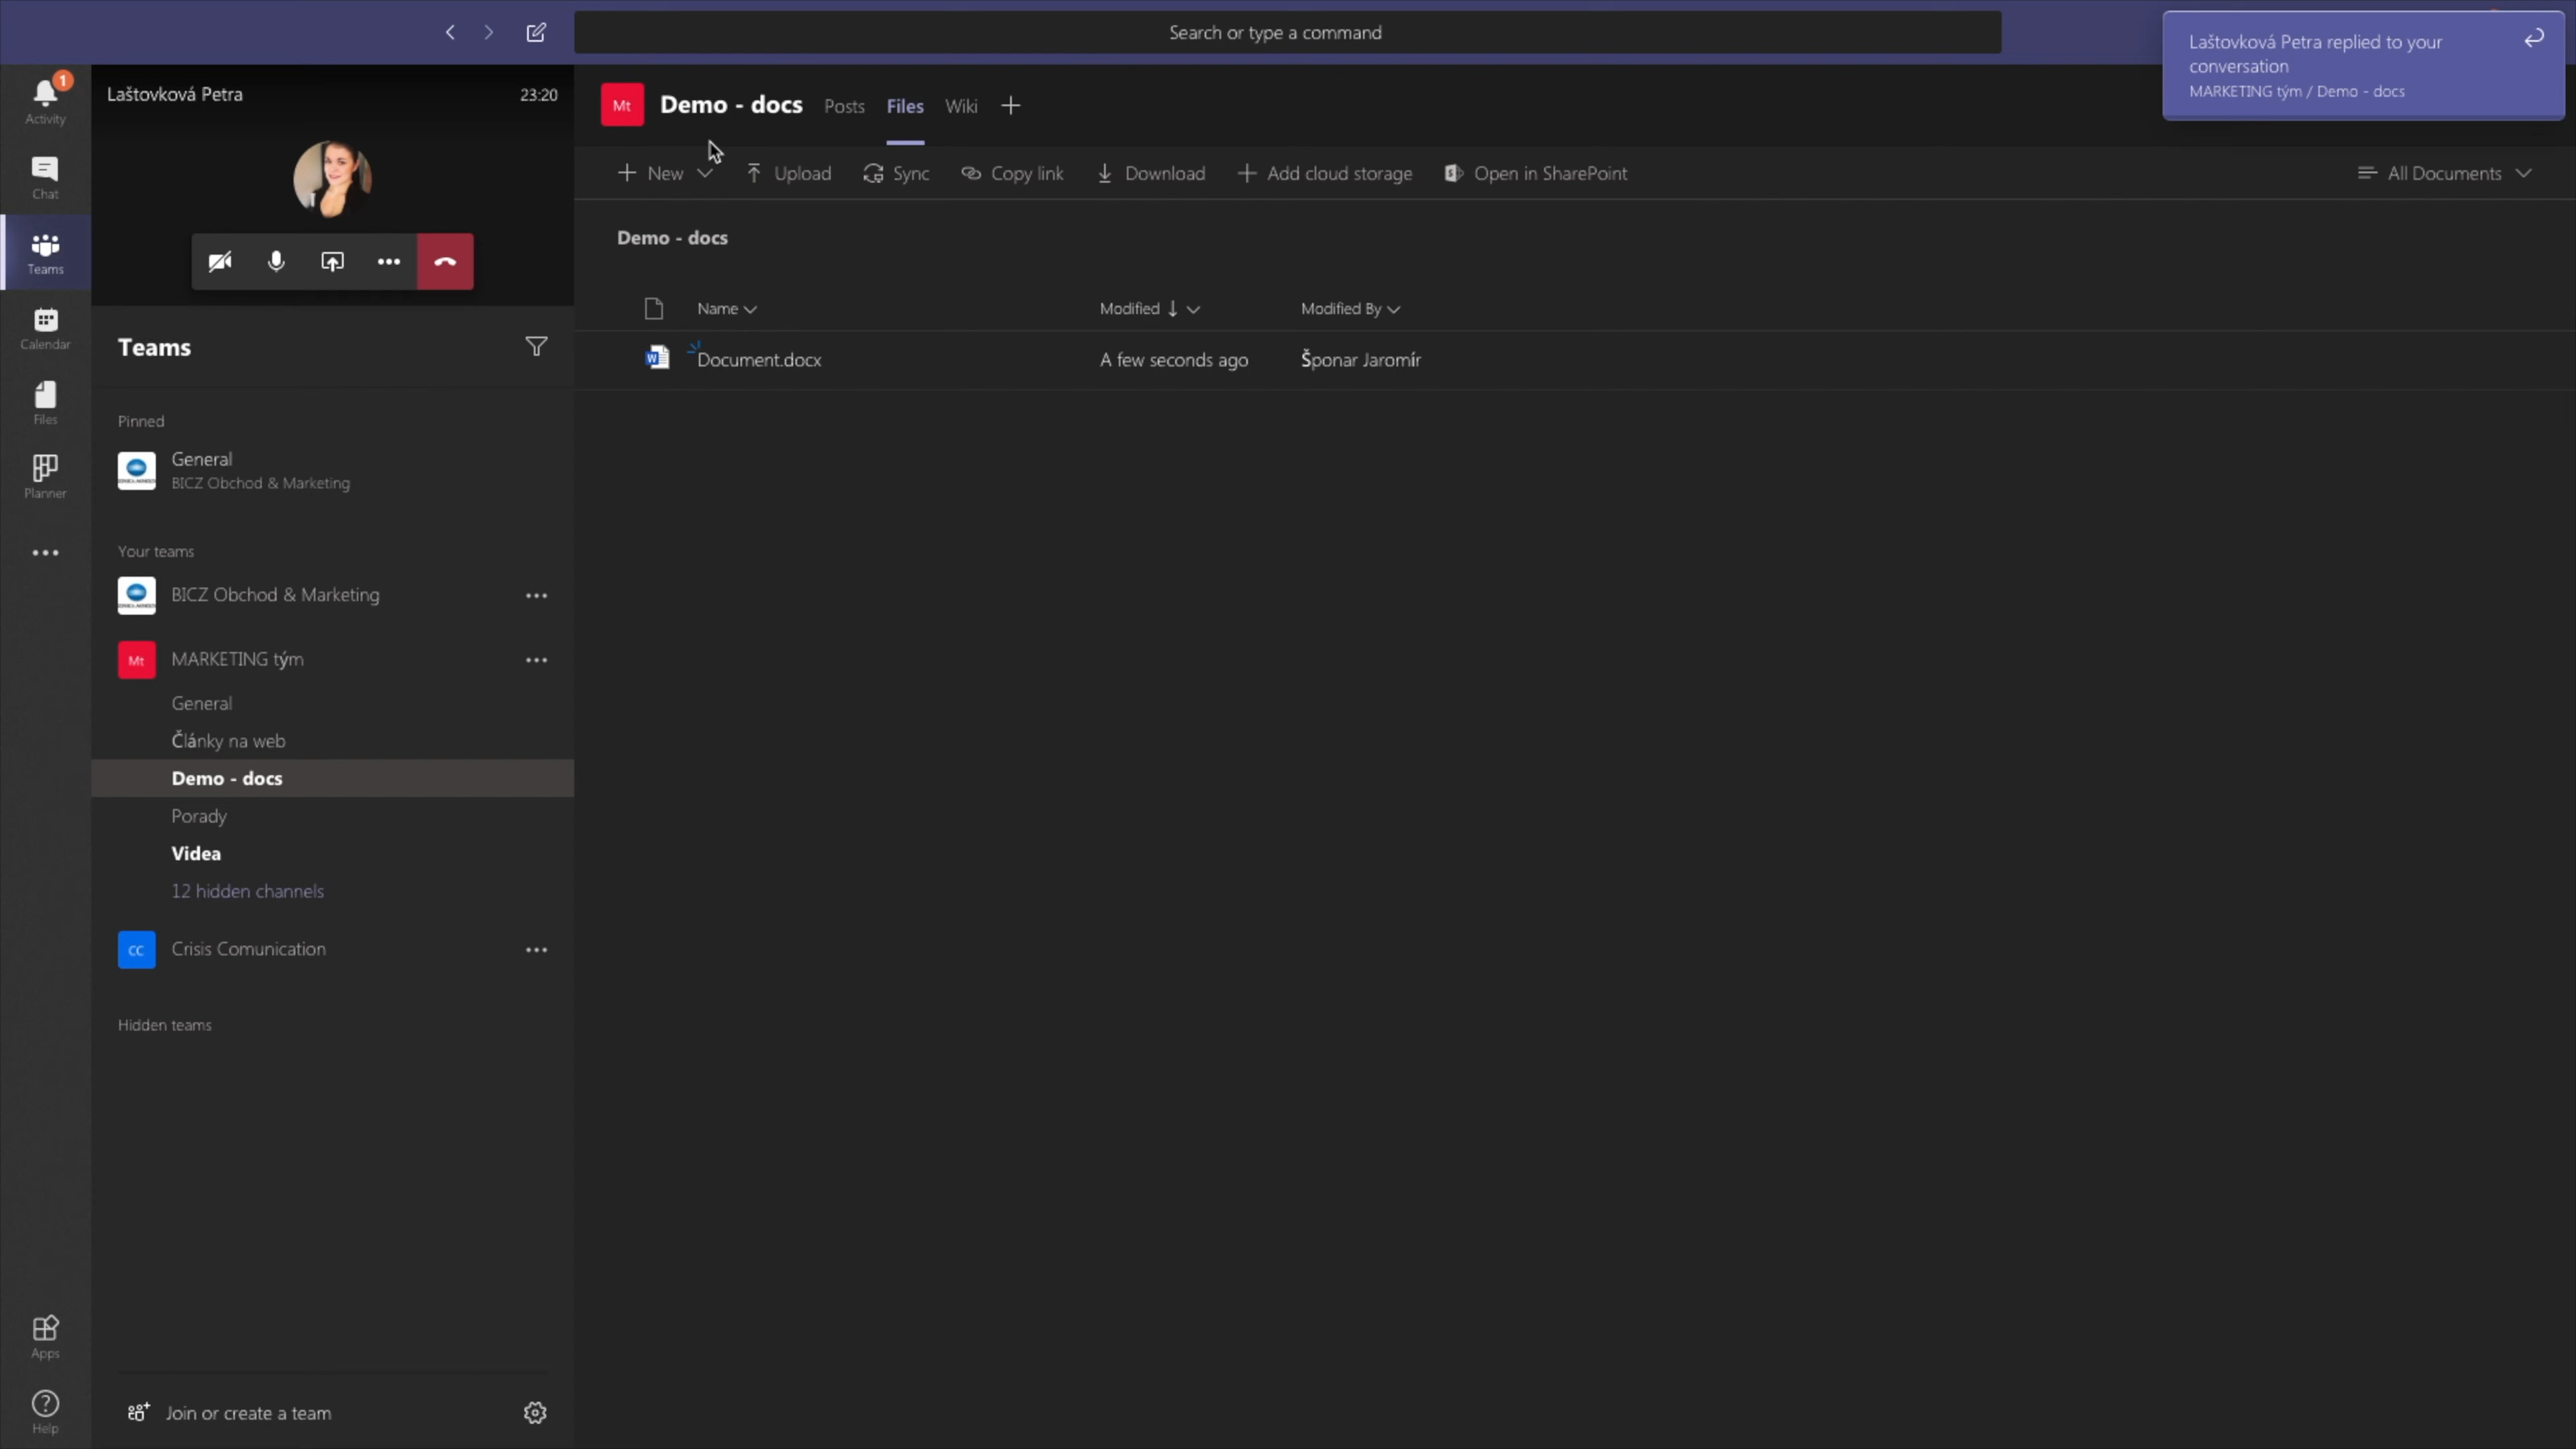 Search or type a command
Laštovková Petra replied to your
conversation
MARKETING tým / Demo - docs
1
Activity
Chat
Teams
Calendar
Files
Planner
Apps
Help
Laštovková Petra
23:20
Teams
Pinned
General
BICZ Obchod & Marketing
Your teams
BICZ Obchod & Marketing
Mt
MARKETING tým
General
Články na web
Demo - docs
Porady
Videa
12 hidden channels
CC
Crisis Comunication
Hidden teams
Join or create a team
Mt
Demo - docs
Posts
Files
Wiki
New
Upload
Sync
Copy link
Download
Add cloud storage
Open in SharePoint
All Documents
Demo - docs
Name
Modified
Modified By
Document.docx
A few seconds ago
Šponar Jaromír